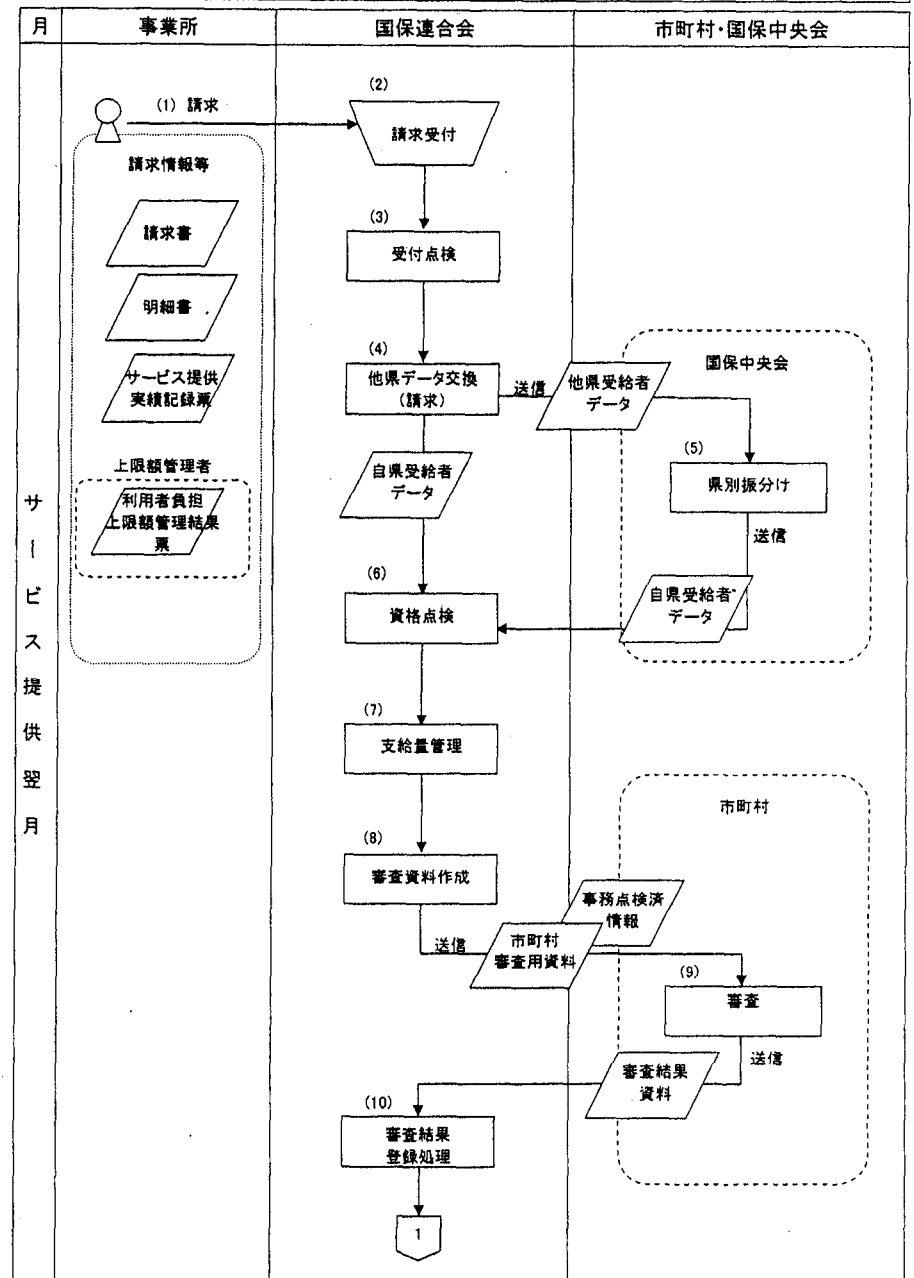 月
事業所
国保連合会
市町村・国保中央会
サービス提供翌月
(1) 請求
(2)
請求受付
請求情報等
請求書
明細書
サービス提供
実績記録票
上限額管理者
利用者負担
上限額管理結果
票
(3)
受付点検
(4)
他県データ交換
(請求)
送信
他県受給者
データ
国保中央会
(5)
県別振分け
送信
自県受給者
データ
自県受給者
データ
(6)
資格点検
(7)
支給量管理
(8)
審査資料作成
送信
市町村
審査用資料
事務点検済
情報
市町村
(9)
審査
送信
審査結果
資料
(10)
審査結果
登録処理
1